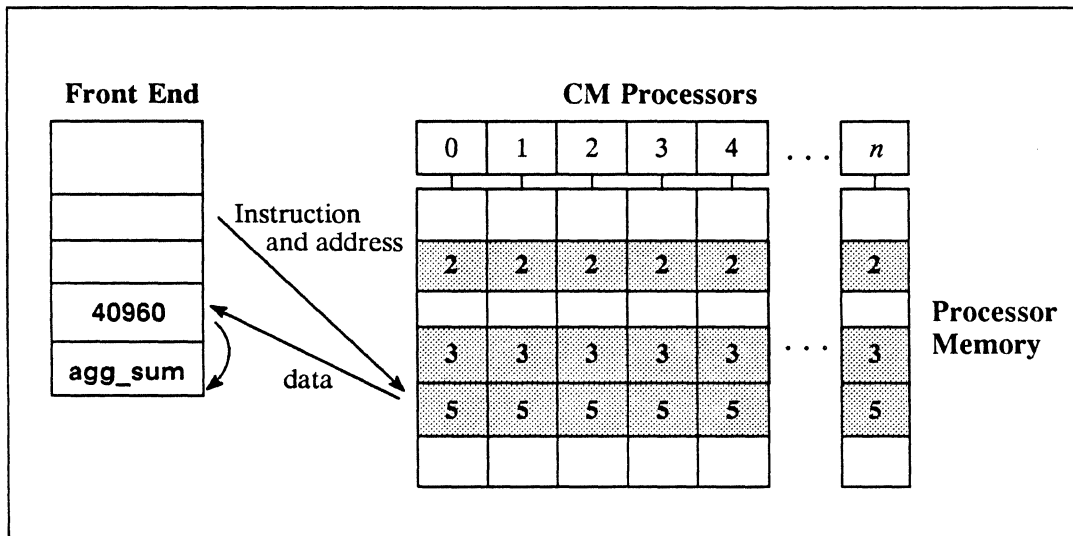 Front End
CM Processors
0 1 2 3 4 . . . n
Instruction
and address
2 2 2 2 2 2
40960
3 3 3 3 3 . . . 3
Processor
Memory
agg_sum
data
5 5 5 5 5 5